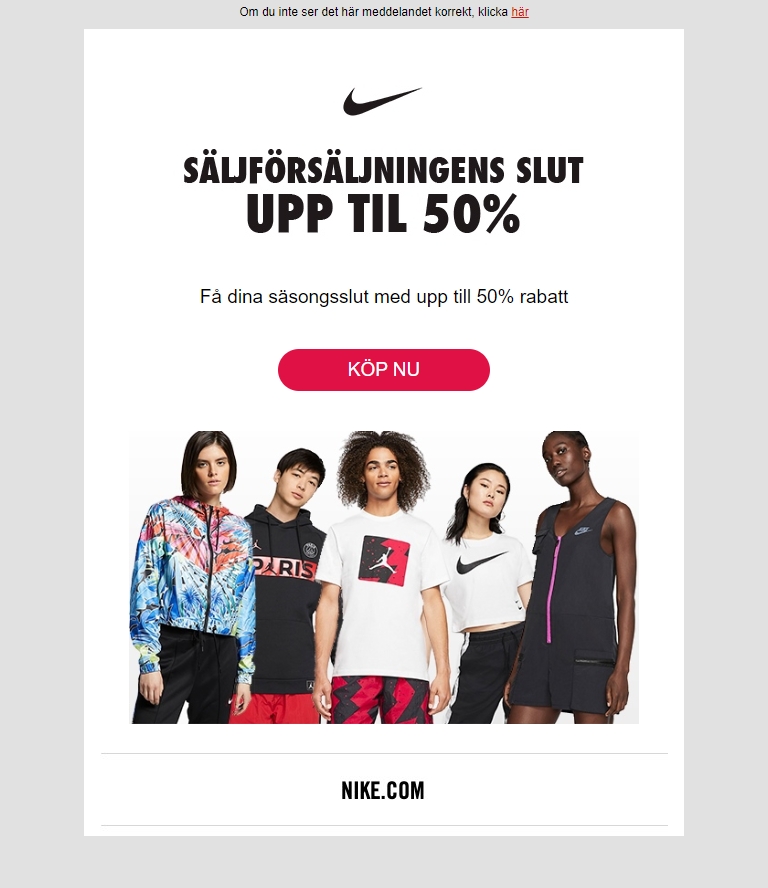 Om du inte ser det här meddelandet korrekt, klicka här
SÄLJFÖRSÄLJNINGENS SLUT
UPP TIL 50%
Få dina säsongsslut med upp till 50% rabatt
KÖP NU
PARIS
NIKE.COM